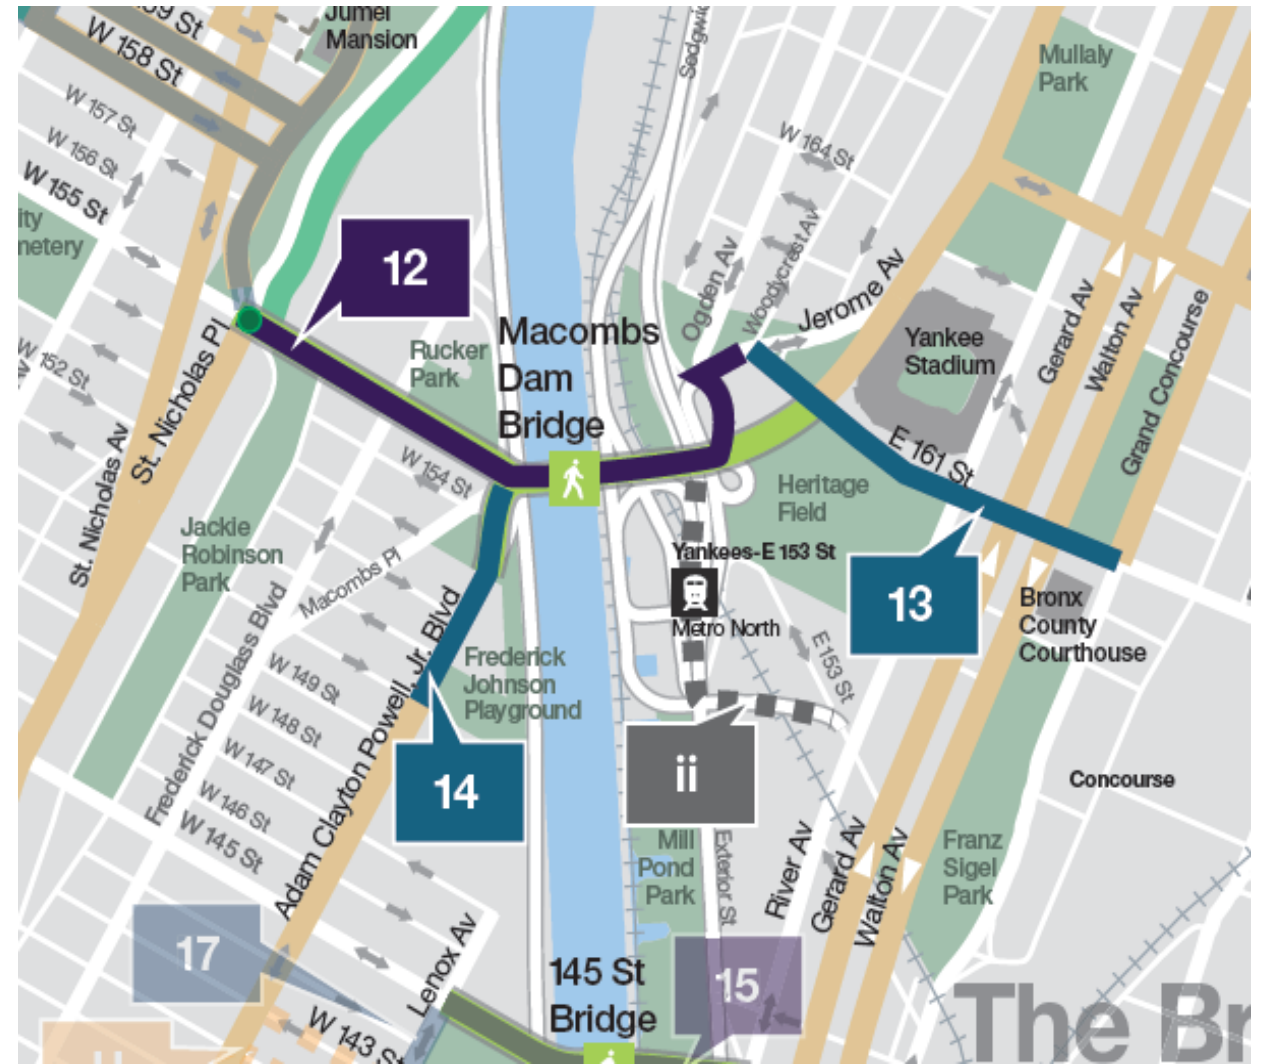 Jumel
Mansion
W 158 St
W 157 St
W 156 St
W 155 St
Sedgwi
Mullaly
Park
W 164 St
12
Ogden Av
Woodycrest Av
Jerome Av
Yankee
Stadium
Gerard Av
Walton Av
Grand Concourse
Macombs
Dam
Bridge
Rucker
Park
W 152 St
St. Nicholas Pl
St. Nicholas Av
W 154 St
E 161 St
Heritage
Field
Jackie
Robinson
Park
Macombs Pl
Yankees-E 153 St
Metro North
13
Bronx
County
Courthouse
E 153 St
Frederick Douglass Blvd
Adam Clayton Powell, Jr. Blvd
Frederick
Johnson
Playground
W 149 St
W 148 St
W 147 St
W 146 St
W 145 St
14
ii
Concourse
Mill
Pond
Park
Exterior St
River Av
Gerard Av
Walton Av
Franz
Sigel
Park
17
Lenox Av
145 St
Bridge
15
W 143 St
The Br